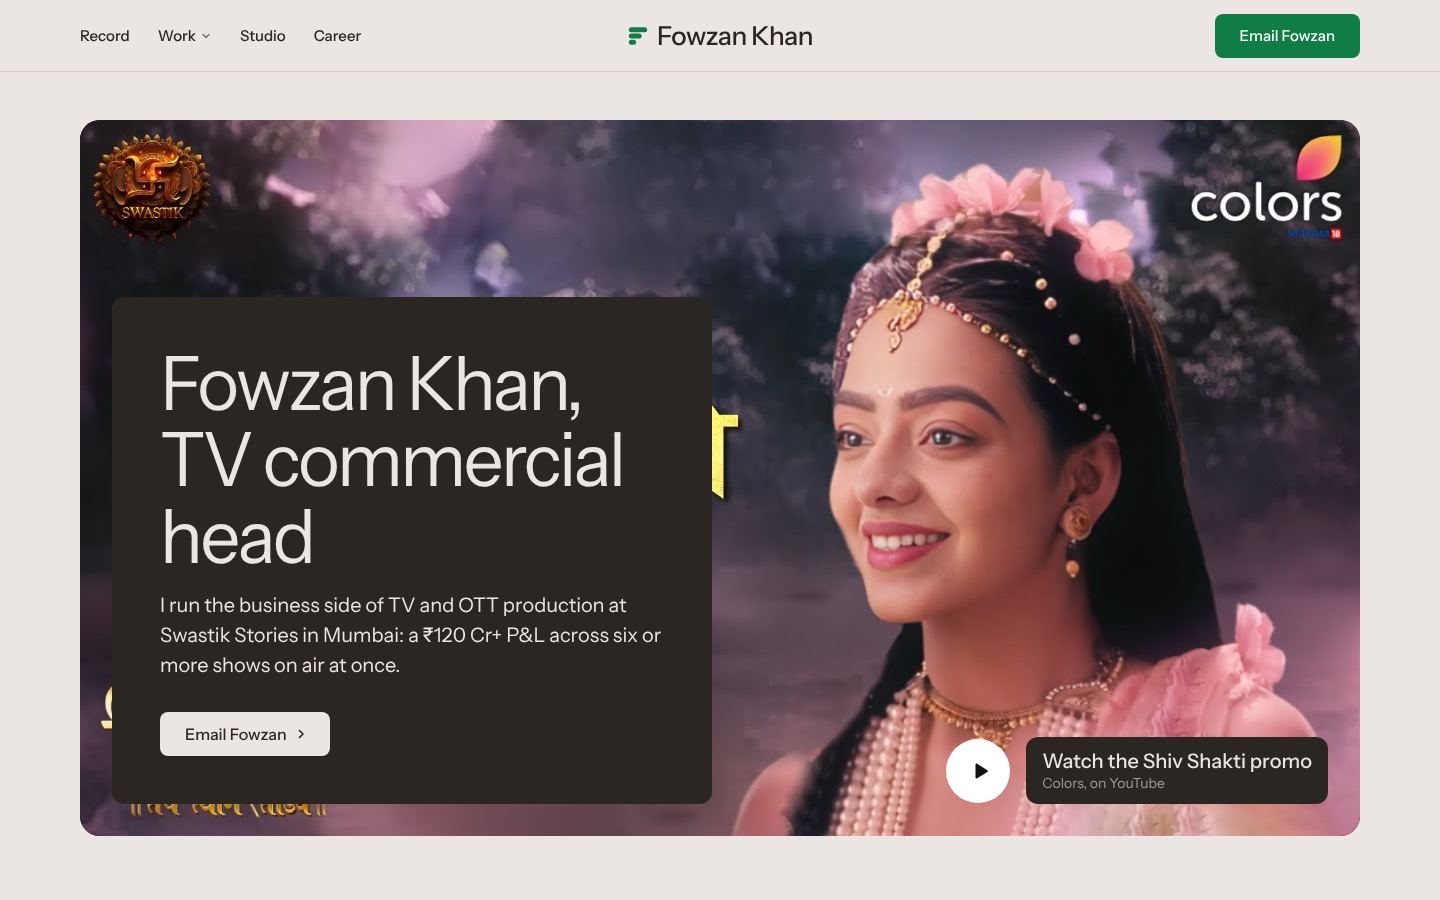 Record
Work
Studio
Career
Fowzan Khan
Email Fowzan
SWASTIK
colors
18
Fowzan Khan,
TV commercial
head
I run the business side of TV and OTT production at
Swastik Stories in Mumbai: a ₹120 Cr+ P&L across six or
more shows on air at once.
Email Fowzan
Watch the Shiv Shakti promo
Colors, on YouTube